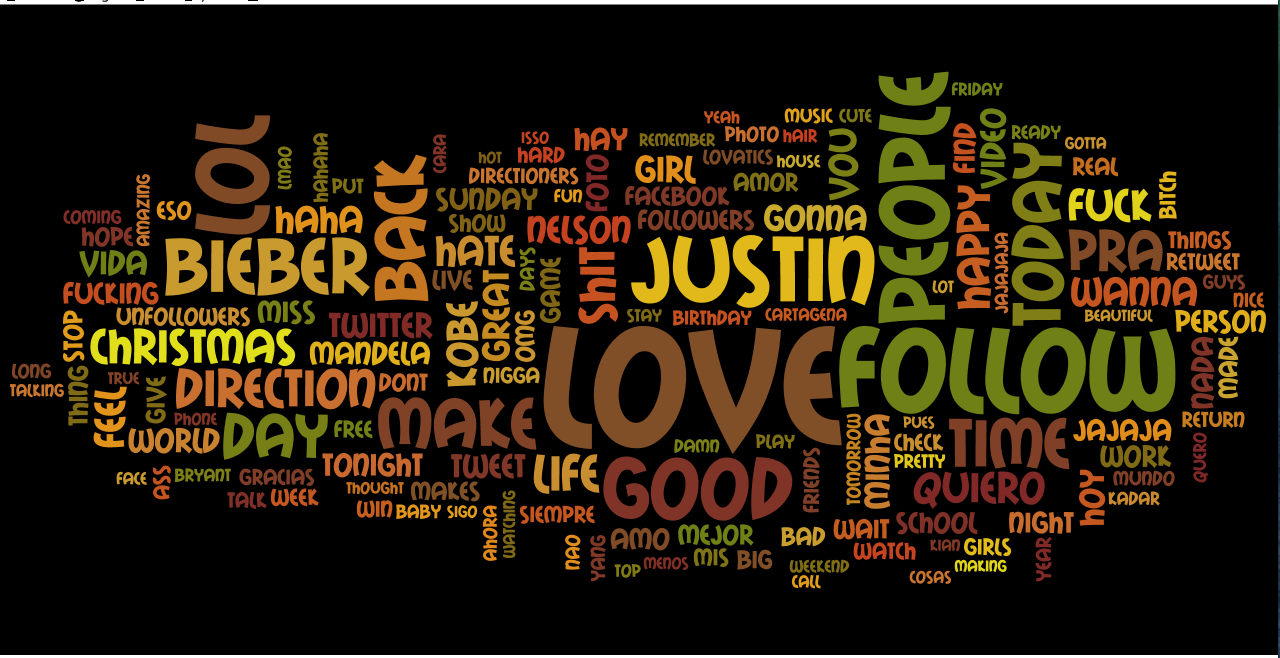 FRIDAY
PEOPLE
YEAH
MUSIC
CUTE
LOL
LMAO
HAHAHA
CARA
ISSO
HAY
REMEMBER
PHOTO
HAIR
VOU
FIND
VIDEO
READY
GOTTA
HOT
HARD
FOTO
GIRL
LOVATICS
HOUSE
REAL
AMAZING
PUT
BACK
DIRECTIONERS
AMOR
TODAY
COMING
ESO
HAHA
SUNDAY
FUN
FACEBOOK
FUCK
BITCH
HOPE
SHOW
NELSON
FOLLOWERS
GONNA
HAPPY
VIDA
BIEBER
HATE
DAYS
SHIT
JUSTIN
JAJAJAJA
PRA
THINGS
RETWEET
FUCKING
LIVE
GREAT
GAME
LOT
WANNA
GUYS
NICE
UNFOLLOWERS
MISS
TWITTER
KOBE
OMG
STAY
BIRTHDAY
CARTAGENA
BEAUTIFUL
PERSON
STOP
CHRISTMAS
MANDELA
LOVE
FOLLOW
NADA
MADE
LONG
TALKING
THING
TRUE
GIVE
DIRECTION
DONT
NIGGA
FEEL
PHONE
DAY
FREE
MAKE
DAMN
PLAY
TOMORROW
MINHA
PUES
CHECK
PRETTY
TIME
JAJAJA
RETURN
WORLD
WORK
QUERO
FACE
ASS
BRYANT
GRACIAS
TONIGHT
TWEET
LIFE
GOOD
FRIENDS
QUIERO
HOY
MUNDO
KADAR
TALK
WEEK
THOUGHT
MAKES
WIN
BABY
SIGO
AHORA
WATCHING
SIEMPRE
AMO
MEJOR
BAD
WAIT
SCHOOL
NIGHT
NAO
YANG
TOP
MENOS
MIS
BIG
WEEKEND
CALL
WATCH
KIAN
GIRLS
MAKING
YEAR
COSAS